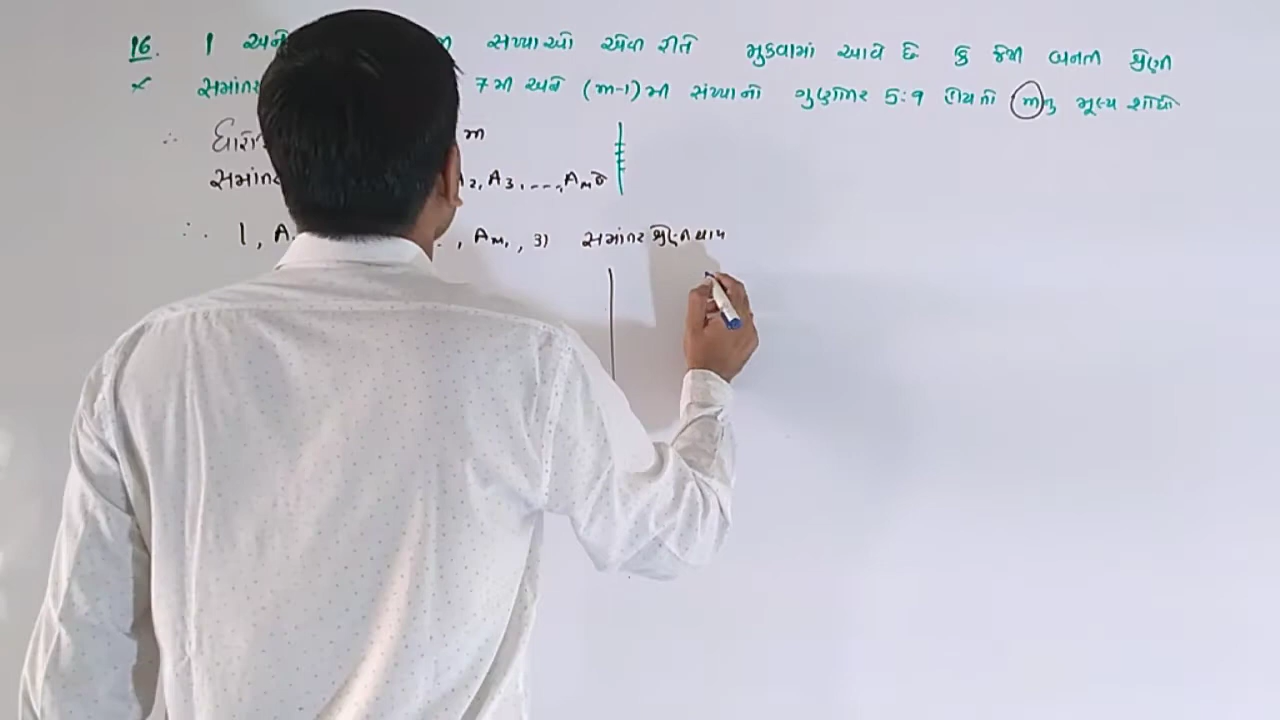 16. 1 અને સંખ્યાઓ એવી રીતે મુકવામાં આવે છે કે જેથી બનતી શ્રેણી
સમાંતર 7મી અને (m-1)મી સંખ્યાનો ગુણોત્તર 5:9 હોય તો mનું મૂલ્ય શોધો
∴ ધારો m
સમાંતર A2, A3, ..., Am છે
∴ 1, A ., Am, 31 સમાંતર શ્રેણી થાય